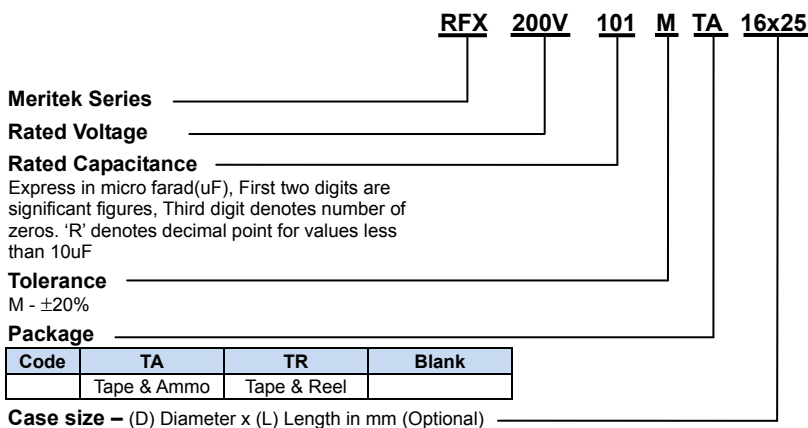 RFX 200V 101 M TA 16x25
Meritek Series
Rated Voltage
Rated Capacitance
Express in micro farad(uF), First two digits are
significant figures, Third digit denotes number of
zeros. ‘R’ denotes decimal point for values less
than 10uF
Tolerance
M - ±20%
Package
Code TA TR Blank
Tape & Ammo Tape & Reel
Case size – (D) Diameter x (L) Length in mm (Optional)